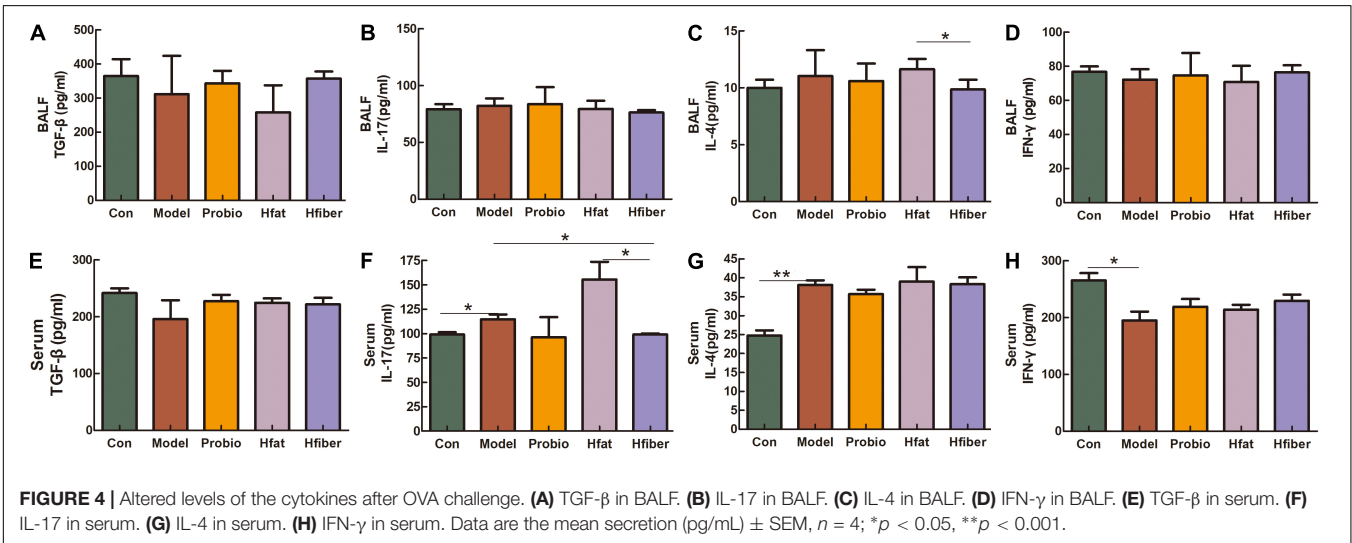 A
BALF
TGF-β (pg/ml)
500
400
300
200
100
0
Con Model Probio Hfat Hfiber
B
BALF
IL-17(pg/ml)
150
100
50
0
Con Model Probio Hfat Hfiber
C
BALF
IL-4(pg/ml)
15
10
5
0
*
Con Model Probio Hfat Hfiber
D
BALF
IFN-γ (pg/ml)
100
80
60
40
20
0
Con Model Probio Hfat Hfiber
E
Serum
TGF-β (pg/ml)
300
200
100
0
Con Model Probio Hfat Hfiber
F
Serum
IL-17(pg/ml)
175
150
125
100
75
50
25
0
*
*
*
Con Model Probio Hfat Hfiber
G
Serum
IL-4(pg/ml)
45
40
35
30
25
20
15
10
5
0
**
Con Model Probio Hfat Hfiber
H
Serum
IFN-γ (pg/ml)
300
200
100
0
*
Con Model Probio Hfat Hfiber
FIGURE 4 | Altered levels of the cytokines after OVA challenge. (A) TGF-β in BALF. (B) IL-17 in BALF. (C) IL-4 in BALF. (D) IFN-γ in BALF. (E) TGF-β in serum. (F)
IL-17 in serum. (G) IL-4 in serum. (H) IFN-γ in serum. Data are the mean secretion (pg/mL) ± SEM, n = 4; *p < 0.05, **p < 0.001.